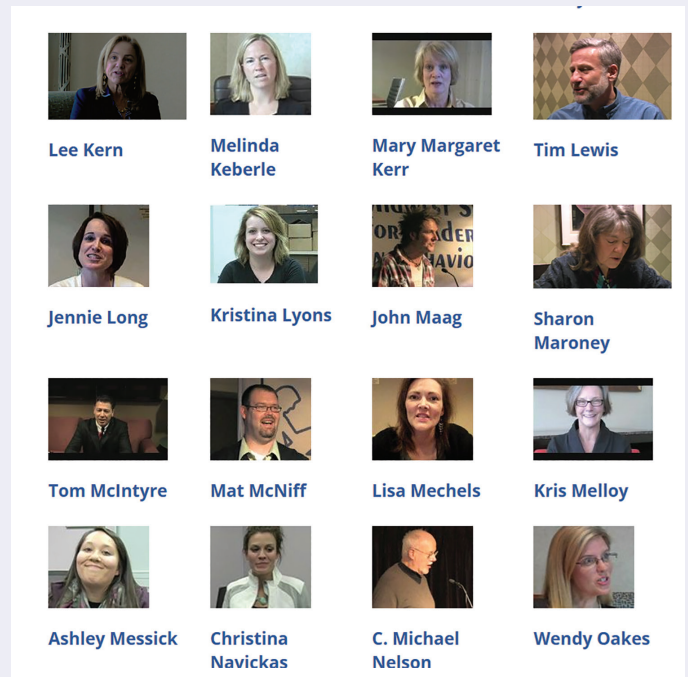 Lee Kern
Melinda
Keberle
Mary Margaret
Kerr
Tim Lewis
Jennie Long
Kristina Lyons
John Maag
Sharon
Maroney
Tom McIntyre
Mat McNiff
Lisa Mechels
Kris Melloy
Ashley Messick
Christina
Navickas
C. Michael
Nelson
Wendy Oakes